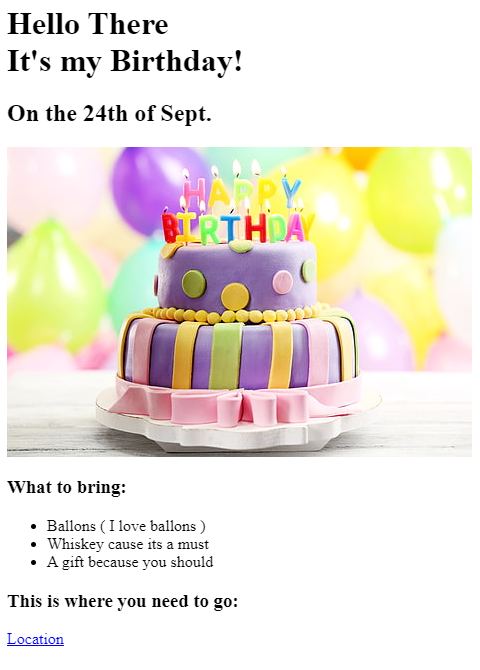 Hello There
It's my Birthday!
On the 24th of Sept.
HAPPY
BIRTHDAY
What to bring:
Ballons ( I love ballons )
Whiskey cause its a must
A gift because you should
This is where you need to go:
Location